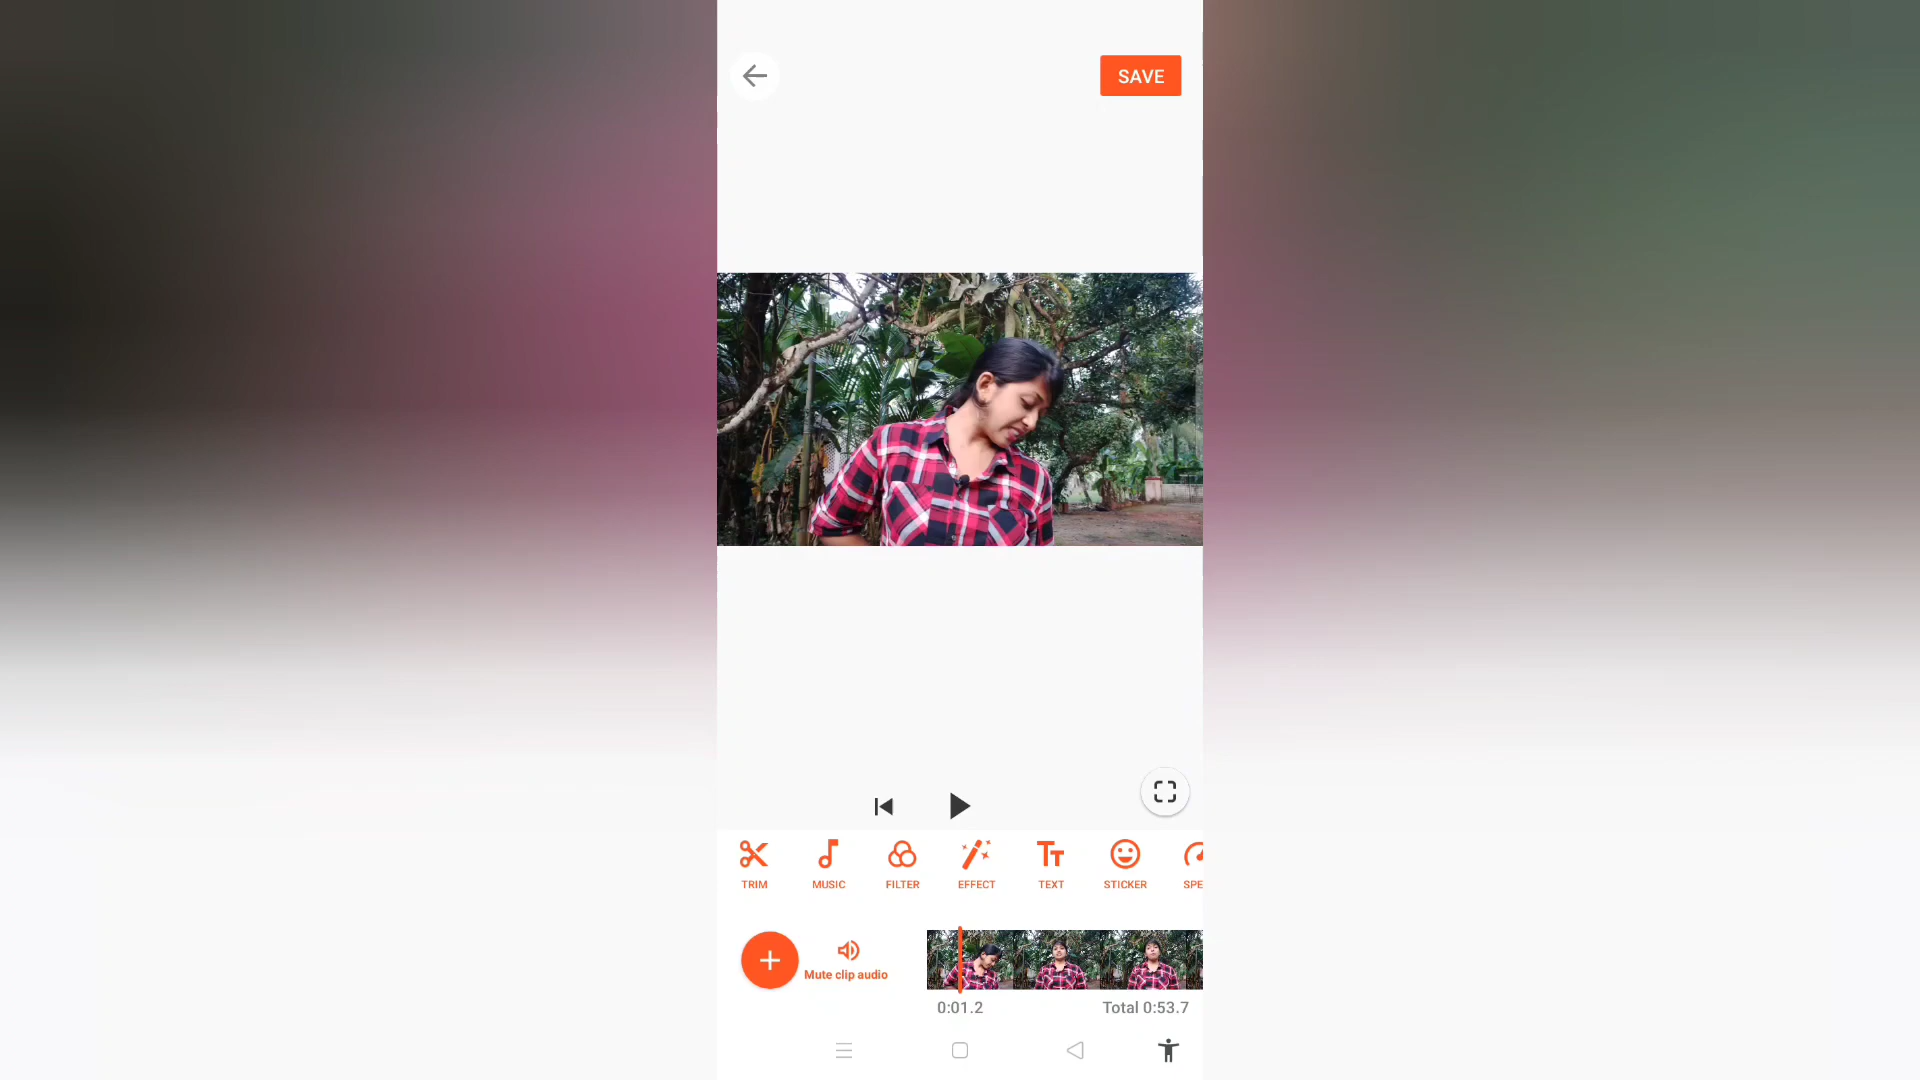 SAVE
TRIM
MUSIC
FILTER
EFFECT
TEXT
STICKER
SPE
Mute clip audio
0:01.2
Total 0:53.7